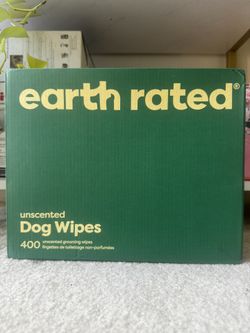 earth rated®
unscented
Dog Wipes
400 unscented grooming wipes
lingettes de toilettage non-parfumées